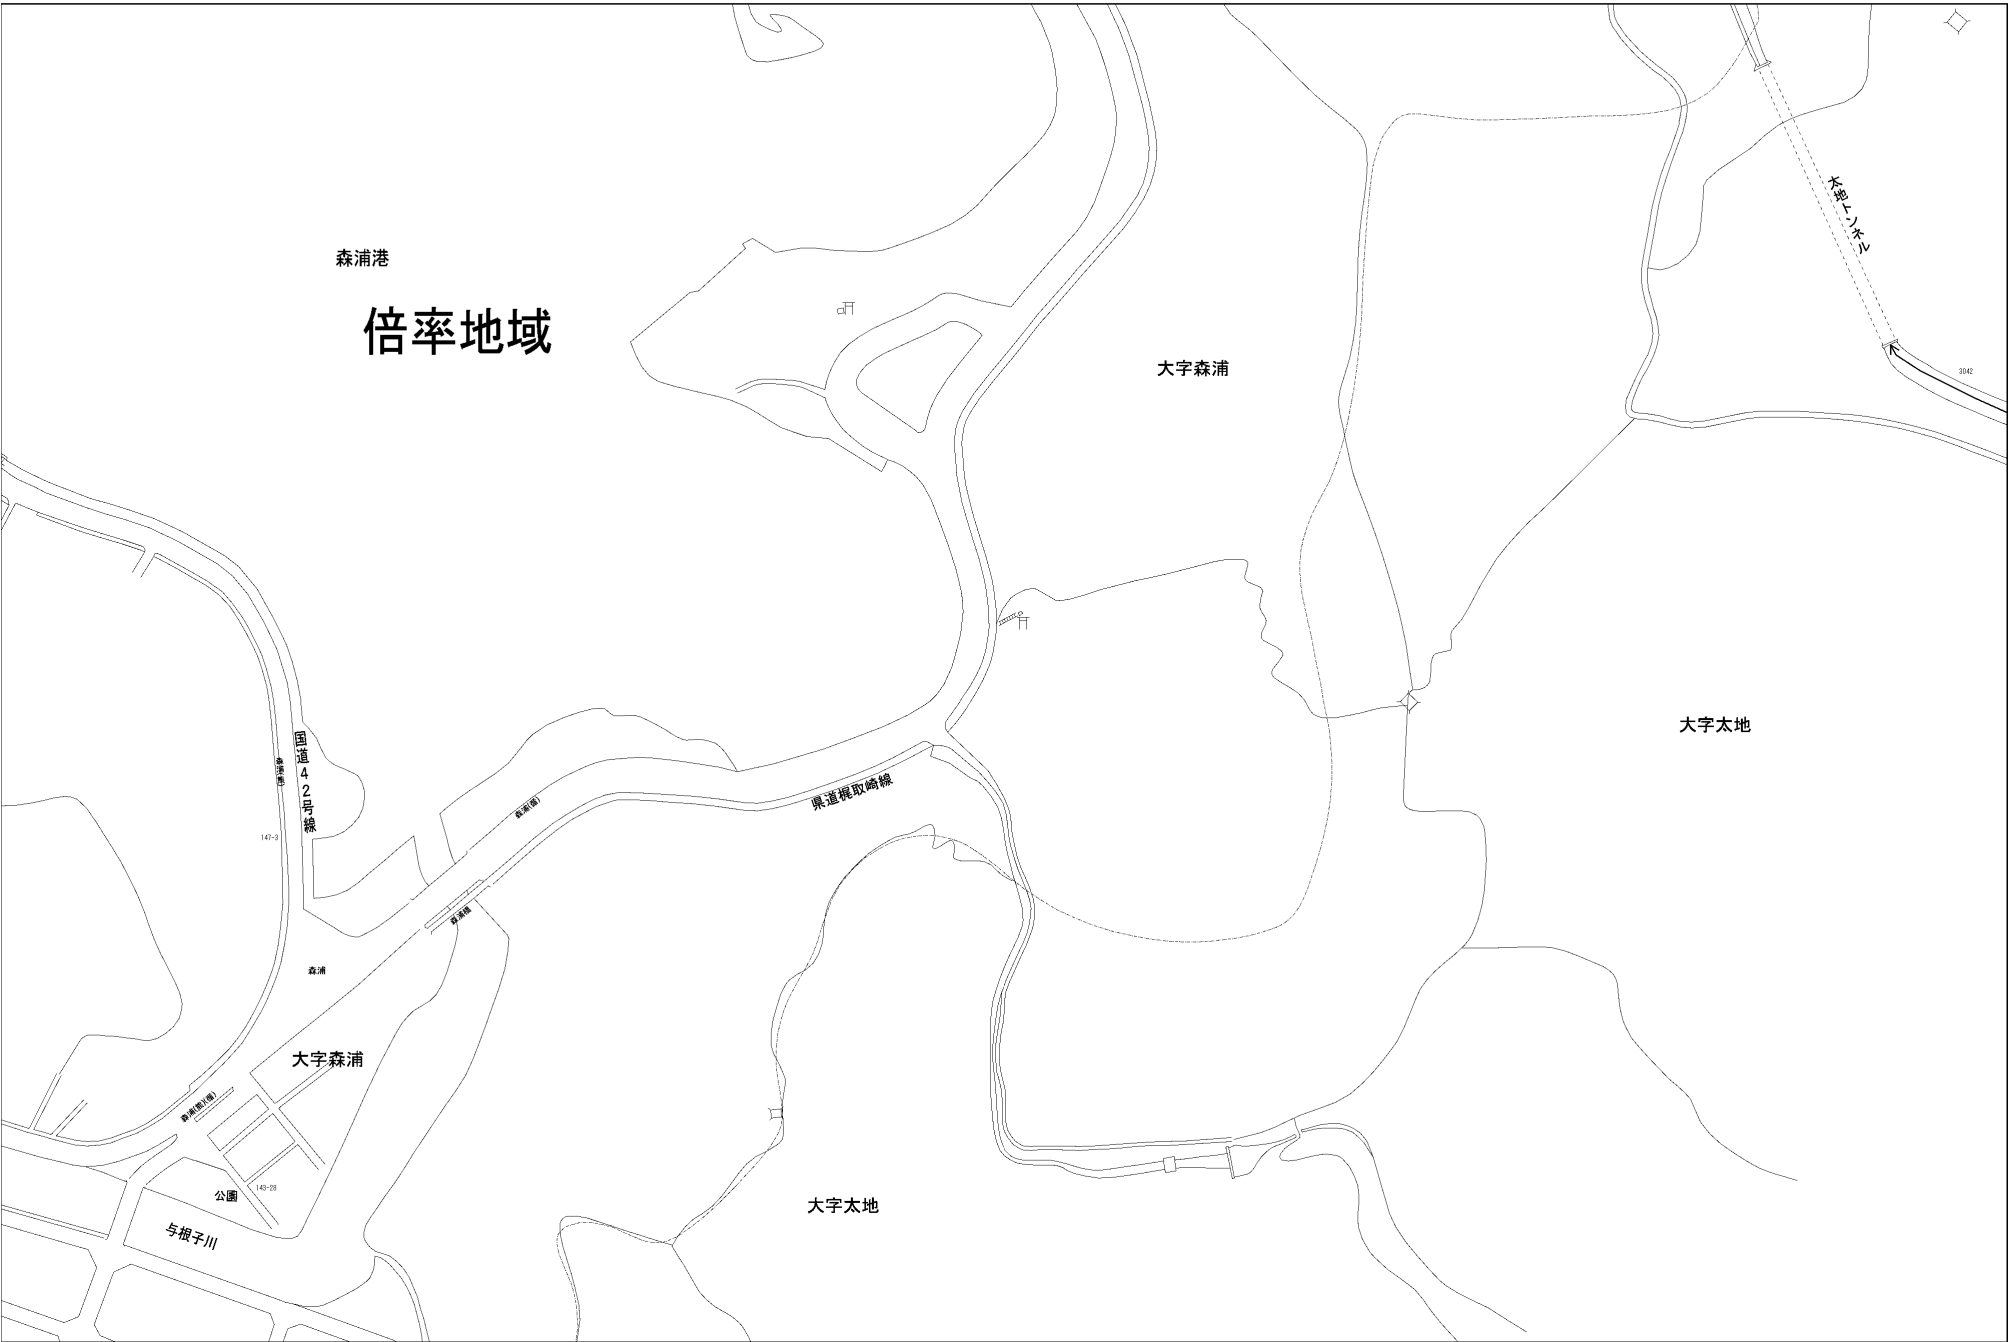 森浦港
倍率地域
大字森浦
太地トンネル
3042
大字太地
国道42号線
147-3
県道梶取崎線
森浦橋
森浦
大字森浦
公園
143-28
与根子川
大字太地